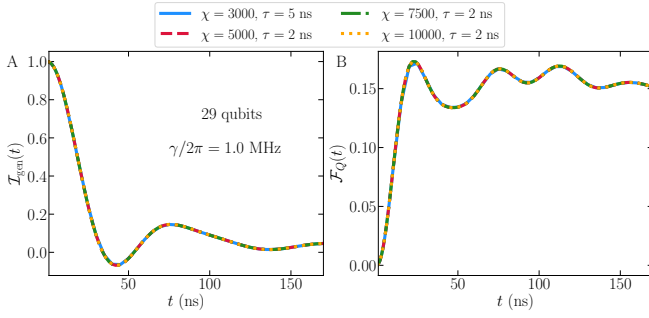 χ = 3000, τ = 5 ns
χ = 7500, τ = 2 ns
χ = 5000, τ = 2 ns
χ = 10000, τ = 2 ns
A
1.0
0.8
0.6
0.4
0.2
0.0
𝓘gen(t)
29 qubits
γ/2π = 1.0 MHz
0
50
100
150
t (ns)
B
0.15
0.10
0.05
0.00
𝓕Q(t)
0
50
100
150
t (ns)